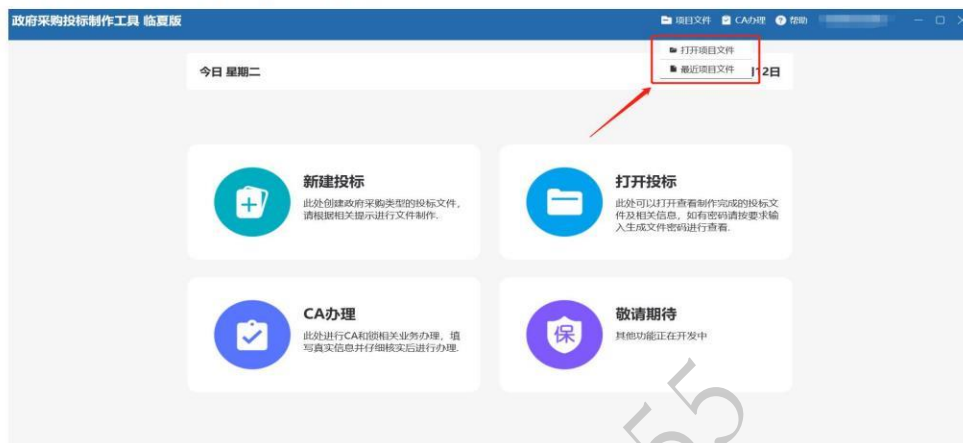 政府采购投标制作工具 临夏版
项目文件 CA办理 帮助
打开项目文件
最近项目文件
今日 星期二
月12日
新建投标
此处创建政府采购类型的投标文件,
请根据相关提示进行文件制作.
打开投标
此处可以打开查看制作完成的投标文
件及相关信息，如有密码请按要求输
入生成文件密码进行查看.
CA办理
此处进行CA和锁相关业务办理，填
写真实信息并仔细核实后进行办理.
保
敬请期待
其他功能正在开发中
55